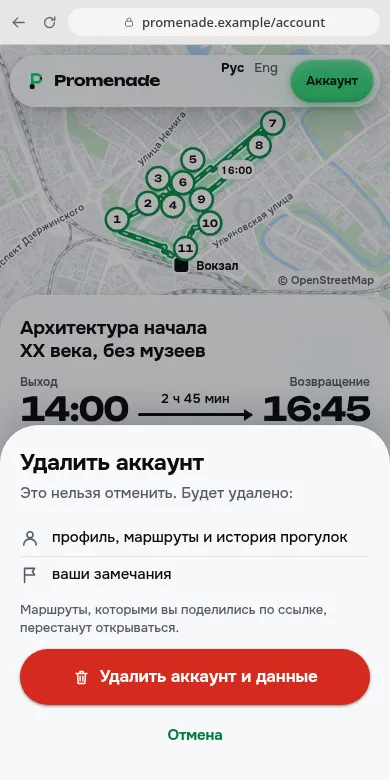 promenade.example/account
Promenade
Рус Eng
Аккаунт
улица Немига
7
8
5
16:00
3
6
2
4
9
1
10
Ульяновская улица
спект Дзержинского
11
Вокзал
© OpenStreetMap
Архитектура начала
XX века, без музеев
Выход
Возвращение
14:00
2 ч 45 мин
16:45
Удалить аккаунт
Это нельзя отменить. Будет удалено:
профиль, маршруты и история прогулок
ваши замечания
Маршруты, которыми вы поделились по ссылке,
перестанут открываться.
Удалить аккаунт и данные
Отмена